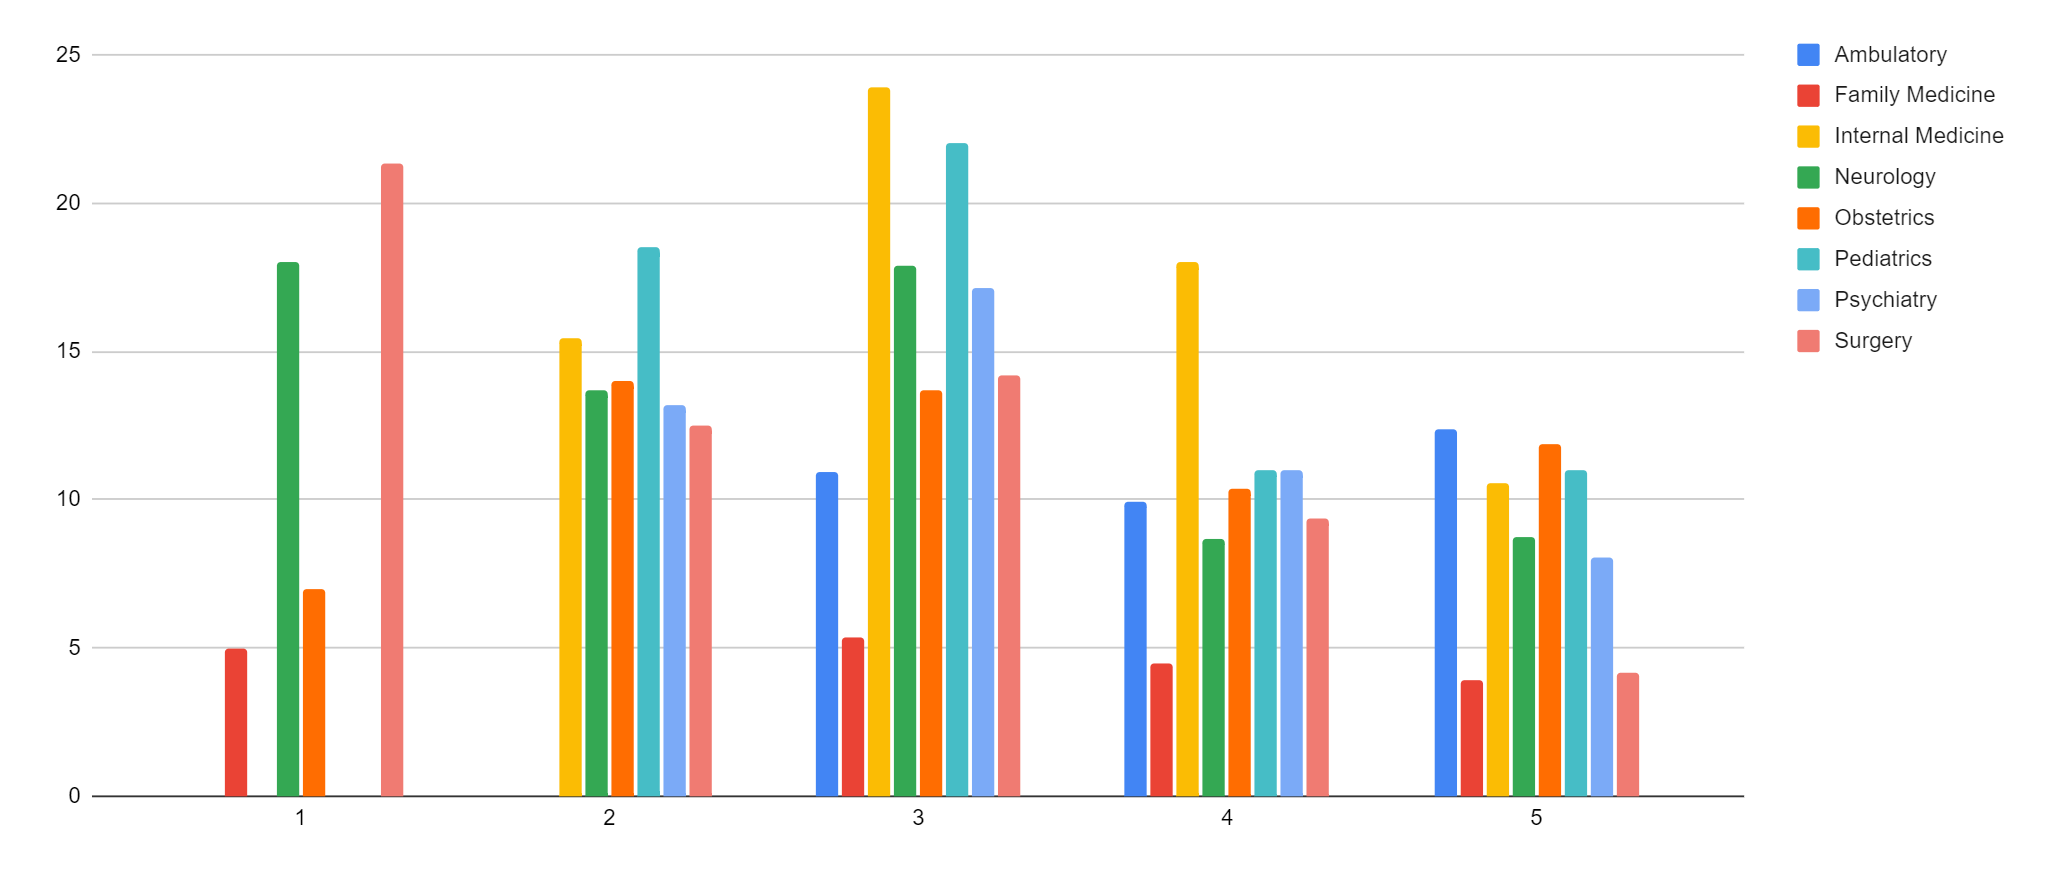 25
20
15
10
5
0
1 2 3 4 5
Ambulatory
Family Medicine
Internal Medicine
Neurology
Obstetrics
Pediatrics
Psychiatry
Surgery